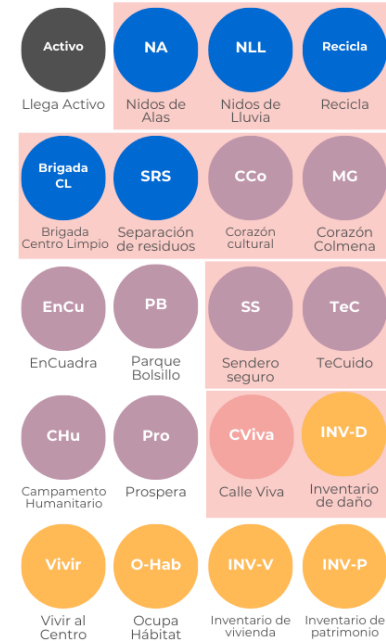 Activo
Llega Activo
NA
Nidos de
Alas
NLL
Nidos de
Lluvia
Recicla
Recicla
Brigada
CL
Brigada
Centro Limpio
SRS
Separación
de residuos
CCo
Corazón
cultural
MG
Corazón
Colmena
EnCu
EnCuadra
PB
Parque
Bolsillo
SS
Sendero
seguro
TeC
TeCuido
CHu
Campamento
Humanitario
Pro
Prospera
CViva
Calle Viva
INV-D
Inventario
de daño
Vivir
Vivir al
Centro
O-Hab
Ocupa
Hábitat
INV-V
Inventario de
vivienda
INV-P
Inventario de
patrimonio